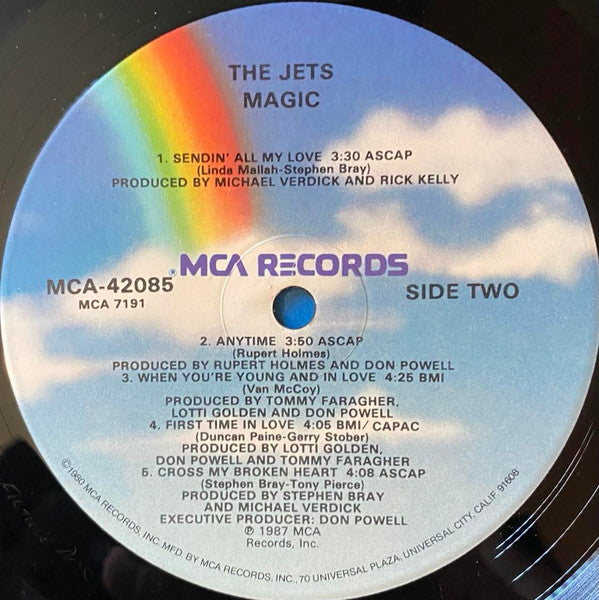 THE JETS
MAGIC
1. SENDIN' ALL MY LOVE 3:30 ASCAP
(Linda Mallah-Stephen Bray)
PRODUCED BY MICHAEL VERDICK AND RICK KELLY
MCA RECORDS
MCA-42085
MCA 7191
SIDE TWO
2. ANYTIME 3:50 ASCAP
(Rupert Holmes)
PRODUCED BY RUPERT HOLMES AND DON POWELL
3. WHEN YOU'RE YOUNG AND IN LOVE 4:25 BMI
(Van McCoy)
PRODUCED BY TOMMY FARAGHER,
LOTTI GOLDEN AND DON POWELL
4. FIRST TIME IN LOVE 4:05 BMI/CAPAC
(Duncan Paine-Gerry Stober)
PRODUCED BY LOTTI GOLDEN,
DON POWELL AND TOMMY FARAGHER
5. CROSS MY BROKEN HEART 4:08 ASCAP
(Stephen Bray-Tony Pierce)
PRODUCED BY STEPHEN BRAY
AND MICHAEL VERDICK
EXECUTIVE PRODUCER: DON POWELL
℗ 1987 MCA
Records, Inc.
©1980 MCA RECORDS, INC. MFD. BY MCA RECORDS, INC., 70 UNIVERSAL PLAZA, UNIVERSAL CITY, CALIF. 91608